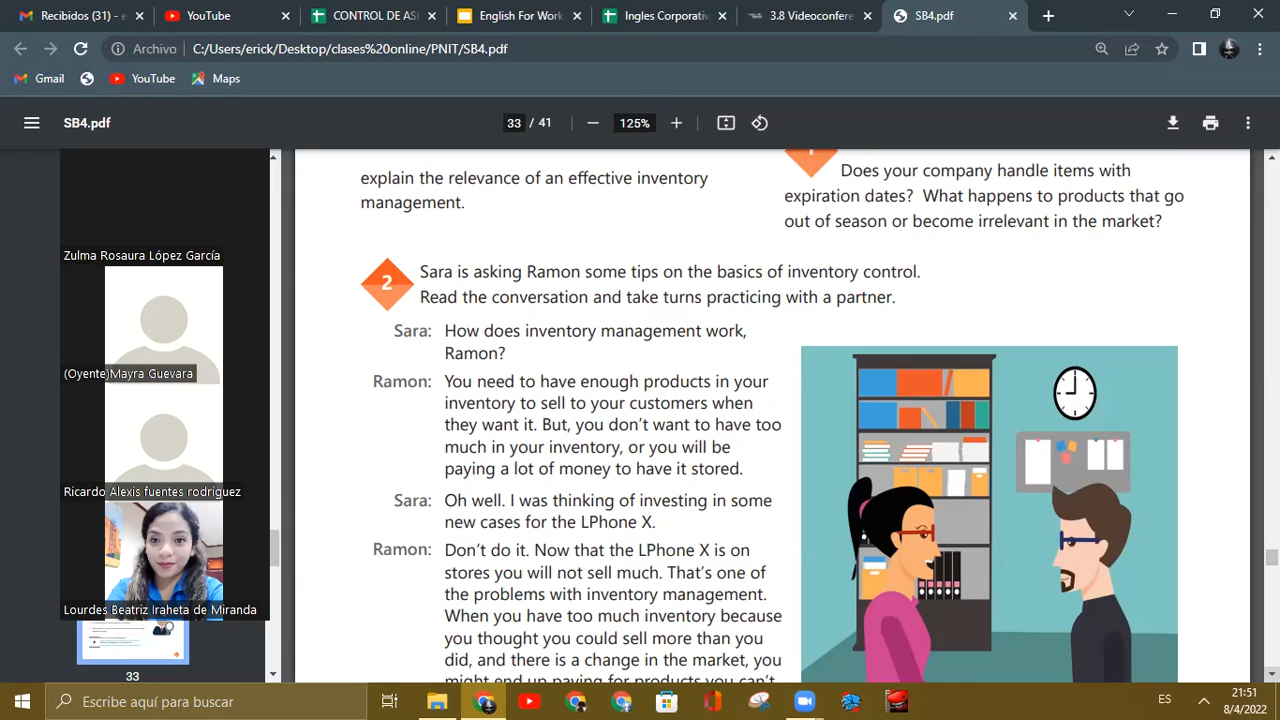 Recibidos (31) - e
YouTube
CONTROL DE ASI
English For Work
Ingles Corporativ
3.8 Videoconfere
SB4.pdf
Archivo
C:/Users/erick/Desktop/clases%20online/PNIT/SB4.pdf
Gmail
YouTube
Maps
SB4.pdf
33 / 41
125%
explain the relevance of an effective inventory
management.
Does your company handle items with
expiration dates? What happens to products that go
out of season or become irrelevant in the market?
2
Sara is asking Ramon some tips on the basics of inventory control.
Read the conversation and take turns practicing with a partner.
Sara: How does inventory management work,
Ramon?
Ramon: You need to have enough products in your
inventory to sell to your customers when
they want it. But, you don't want to have too
much in your inventory, or you will be
paying a lot of money to have it stored.
Sara: Oh well. I was thinking of investing in some
new cases for the LPhone X.
Ramon: Don't do it. Now that the LPhone X is on
stores you will not sell much. That's one of
the problems with inventory management.
When you have too much inventory because
you thought you could sell more than you
did, and there is a change in the market, you
might end up paying for products you can't
Zulma Rosaura López García
(Oyente)Mayra Guevara
Ricardo Alexis fuentes rodriguez
Lourdes Beatriz Iraheta de Miranda
33
Escribe aquí para buscar
ES
21:51
8/4/2022